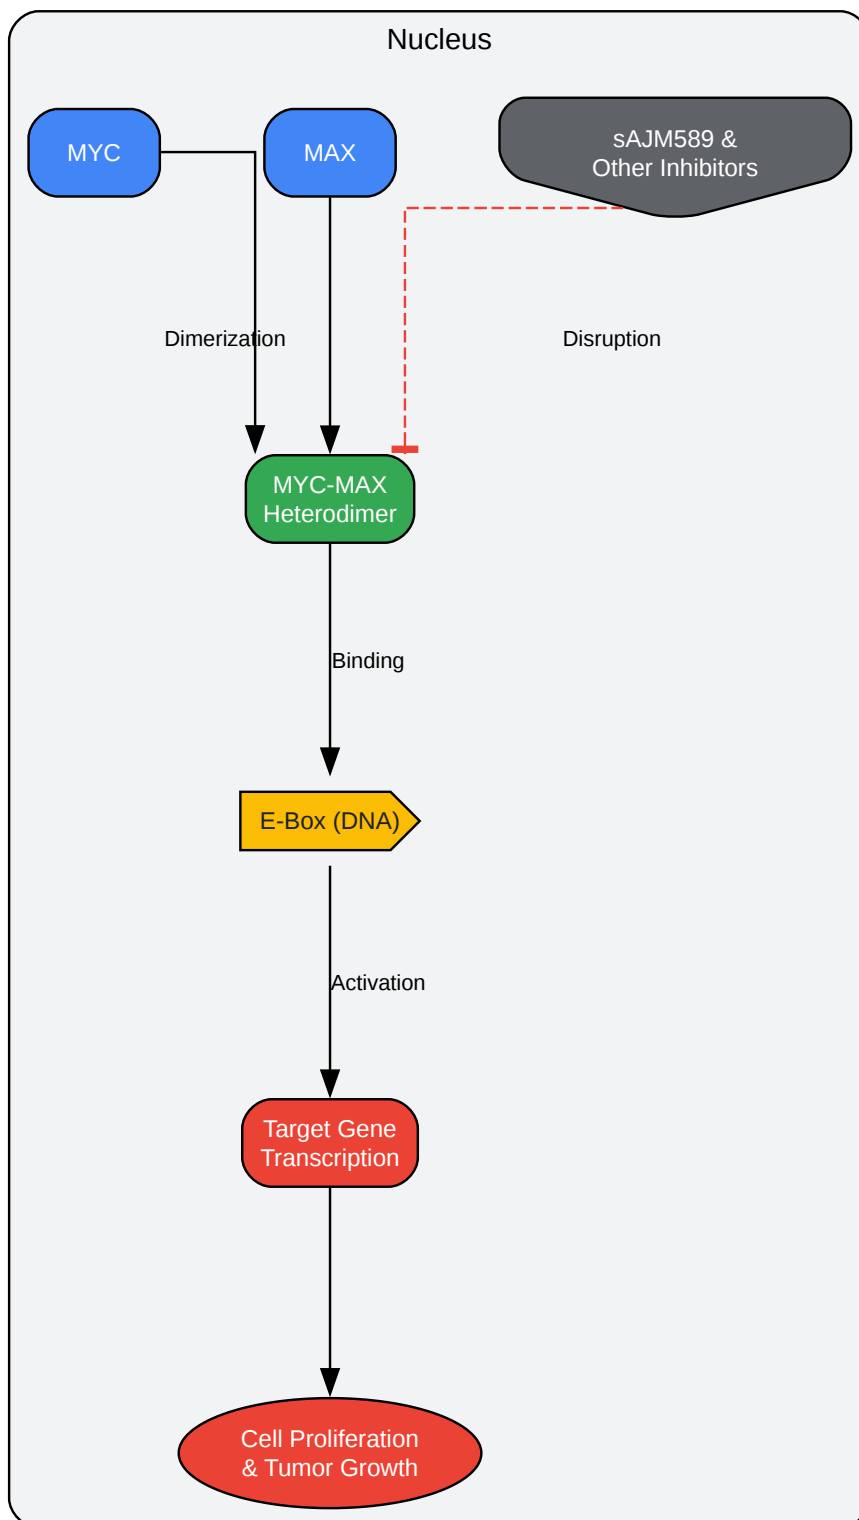 Nucleus
MYC
MAX
sAJM589 &
Other Inhibitors
Dimerization
Disruption
MYC-MAX
Heterodimer
Binding
E-Box (DNA)
Activation
Target Gene
Transcription
Cell Proliferation
& Tumor Growth